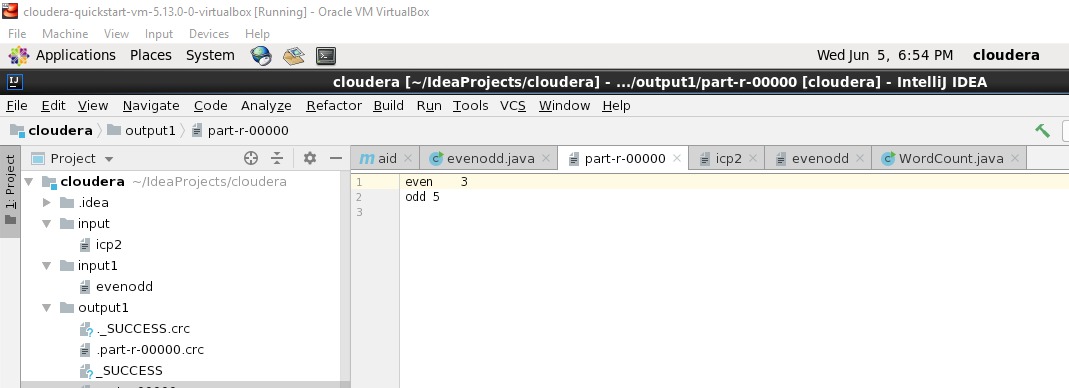 cloudera-quickstart-vm-5.13.0-0-virtualbox [Running] - Oracle VM VirtualBox
File Machine View Input Devices Help
Applications Places System Wed Jun 5, 6:54 PM cloudera
IJ cloudera [~/IdeaProjects/cloudera] - .../output1/part-r-00000 [cloudera] - IntelliJ IDEA
File Edit View Navigate Code Analyze Refactor Build Run Tools VCS Window Help
cloudera output1 part-r-00000
1: Project
Project
m aid evenodd.java part-r-00000 icp2 evenodd WordCount.java
cloudera ~/IdeaProjects/cloudera
.idea
input
icp2
input1
evenodd
output1
._SUCCESS.crc
.part-r-00000.crc
_SUCCESS
1 even 3
2 odd 5
3